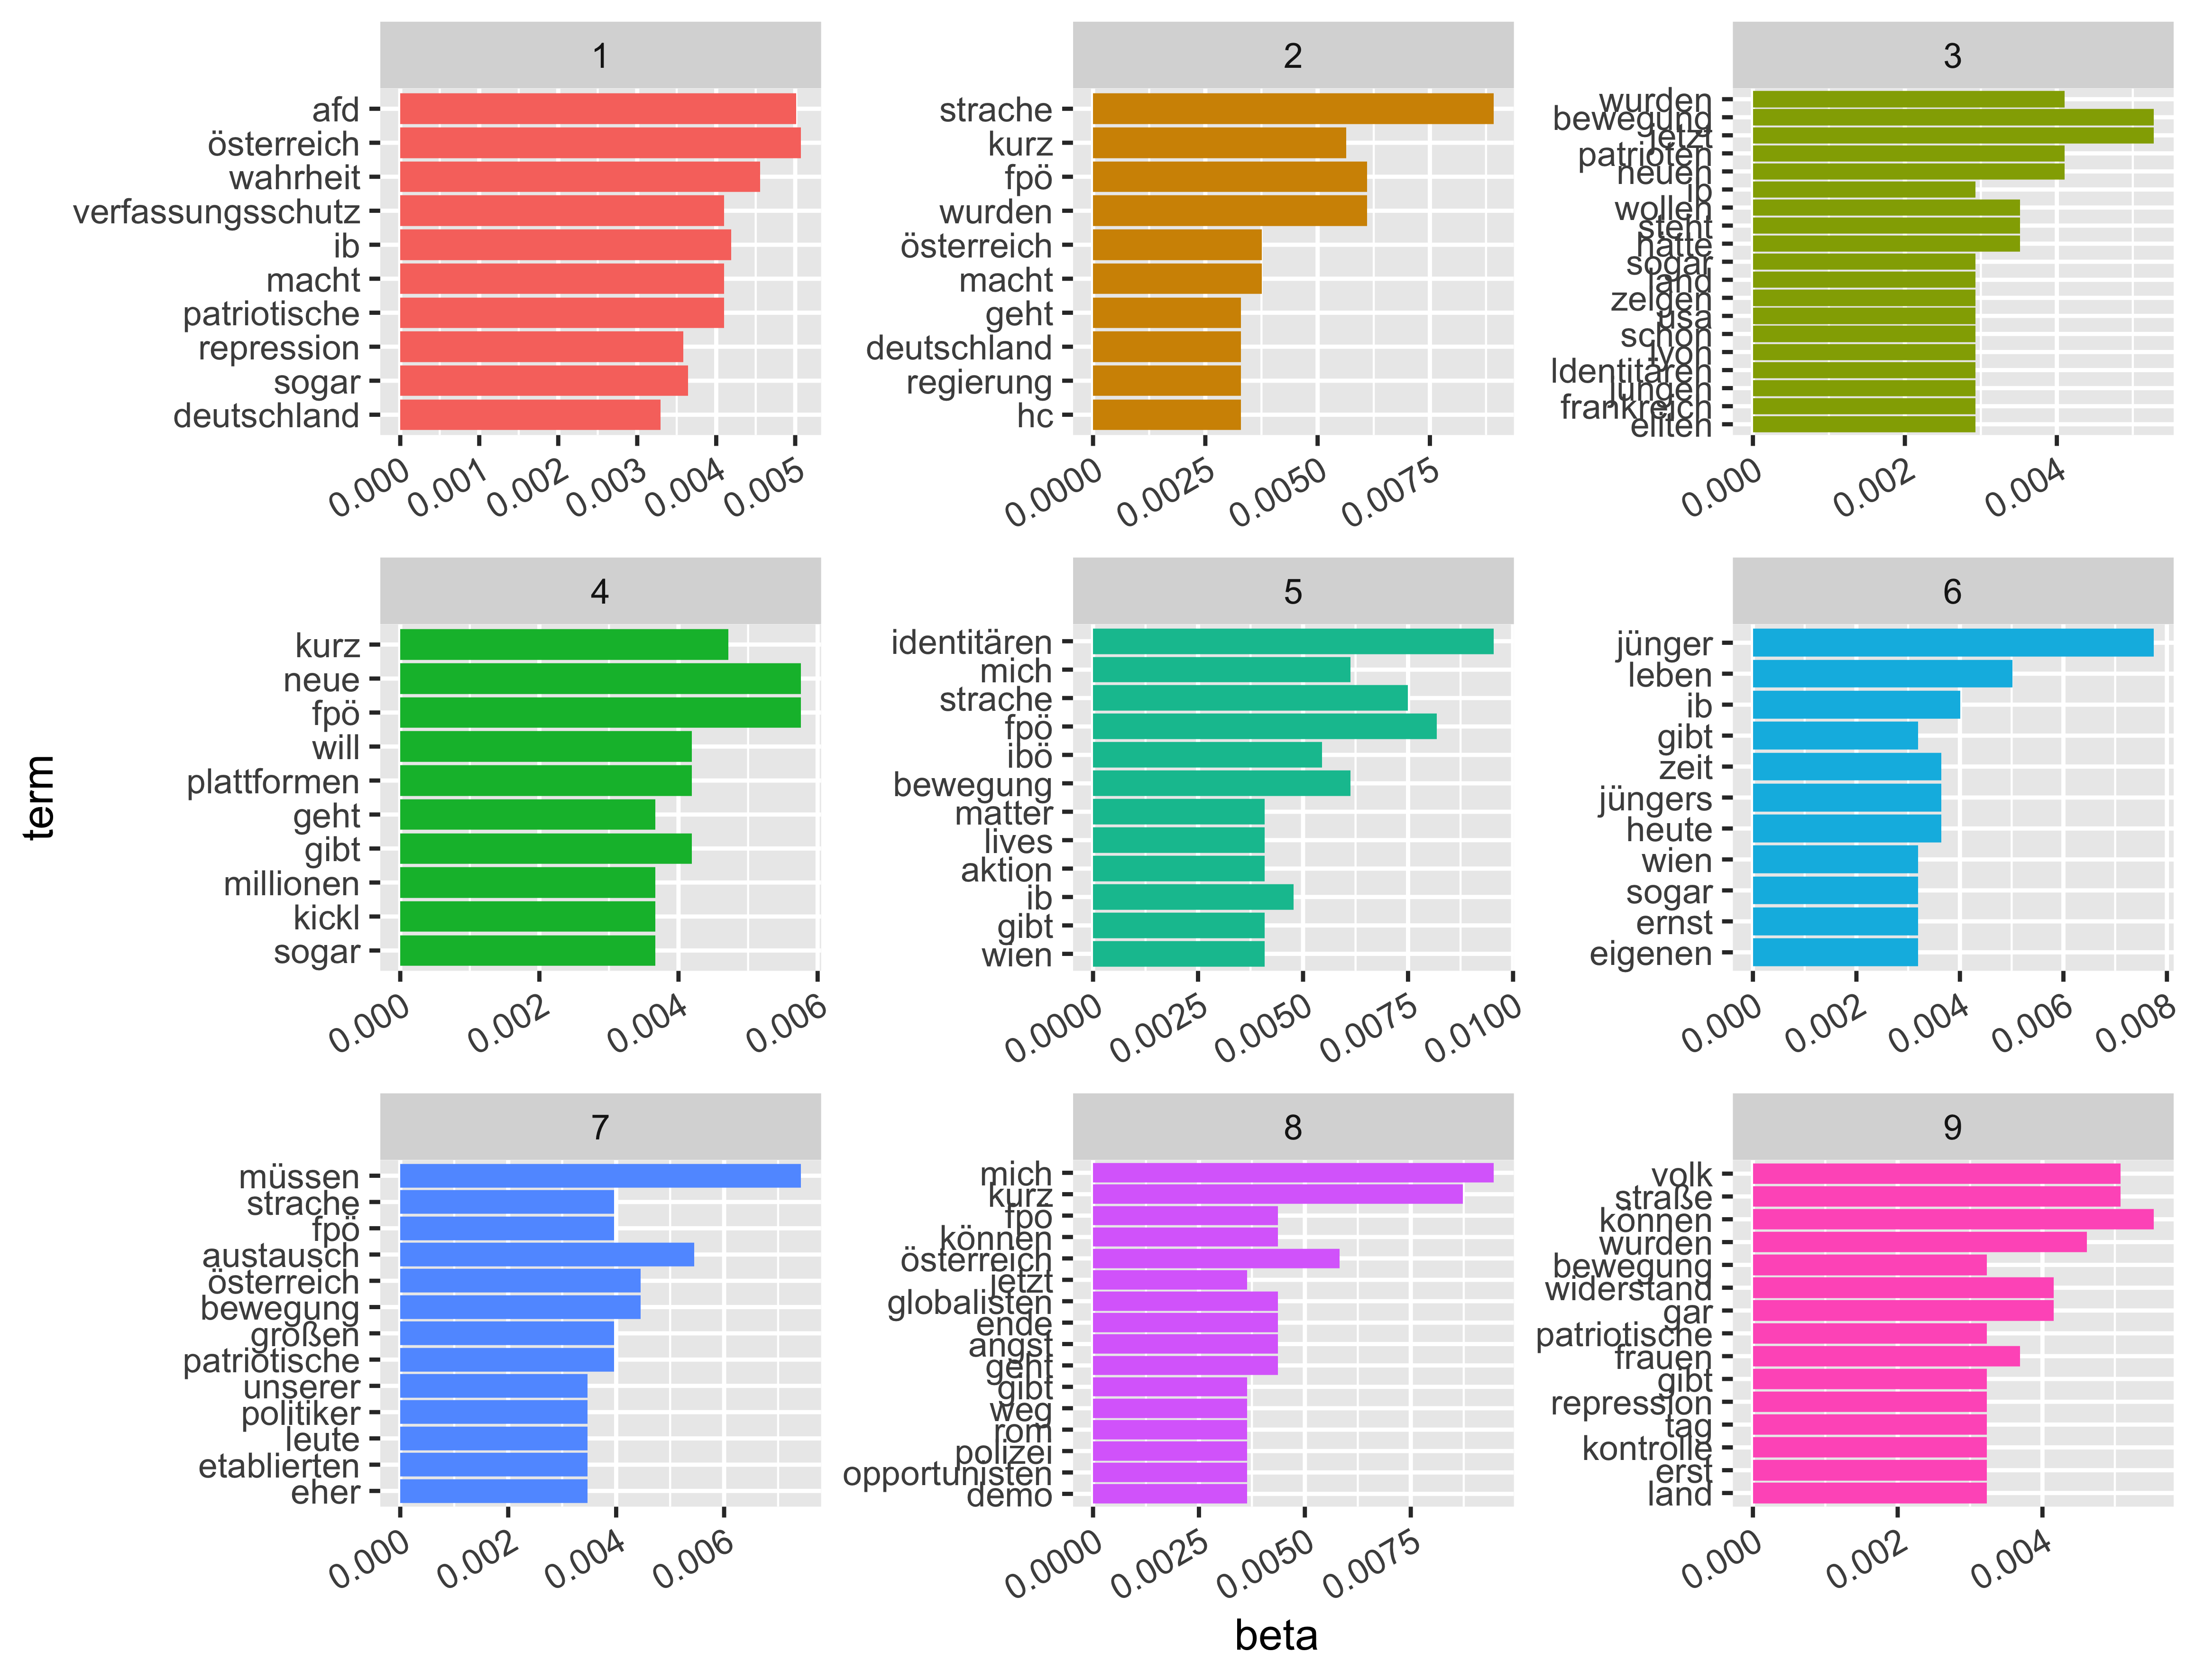 1
afd
österreich
wahrheit
verfassungsschutz
ib
macht
patriotische
repression
sogar
deutschland
0.000 0.001 0.002 0.003 0.004 0.005
2
strache
kurz
fpö
wurden
österreich
macht
geht
deutschland
regierung
hc
0.0000 0.0025 0.0050 0.0075
3
wurden
bewegung
jetzt
patrioten
neuen
ib
wollen
steht
hätte
sogar
land
zeigen
usa
schon
lyon
Identitären
jungen
frankreich
eliten
0.000 0.002 0.004
4
kurz
neue
fpö
will
plattformen
geht
gibt
millionen
kickl
sogar
0.000 0.002 0.004 0.006
5
identitären
mich
strache
fpö
ibö
bewegung
matter
lives
aktion
ib
gibt
wien
0.0000 0.0025 0.0050 0.0075 0.0100
6
jünger
leben
ib
gibt
zeit
jüngers
heute
wien
sogar
ernst
eigenen
0.000 0.002 0.004 0.006 0.008
term
7
müssen
strache
fpö
austausch
österreich
bewegung
großen
patriotische
unserer
politiker
leute
etablierten
eher
0.000 0.002 0.004 0.006
8
mich
kurz
fpö
können
österreich
jetzt
globalisten
ende
angst
geht
gibt
weg
rom
polizei
opportunisten
demo
0.0000 0.0025 0.0050 0.0075
9
volk
straße
können
wurden
bewegung
widerstand
gar
patriotische
frauen
gibt
repression
tag
kontrolle
erst
land
0.000 0.002 0.004
beta